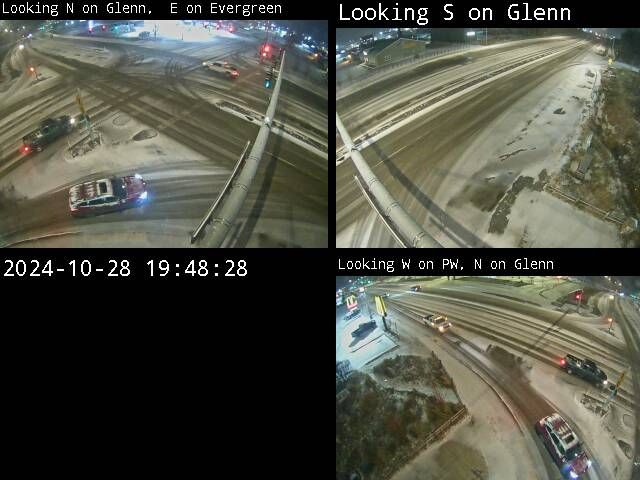 Looking N on Glenn,  E on Evergreen
Looking S on Glenn
2024-10-28 19:48:28
Looking W on PW, N on Glenn